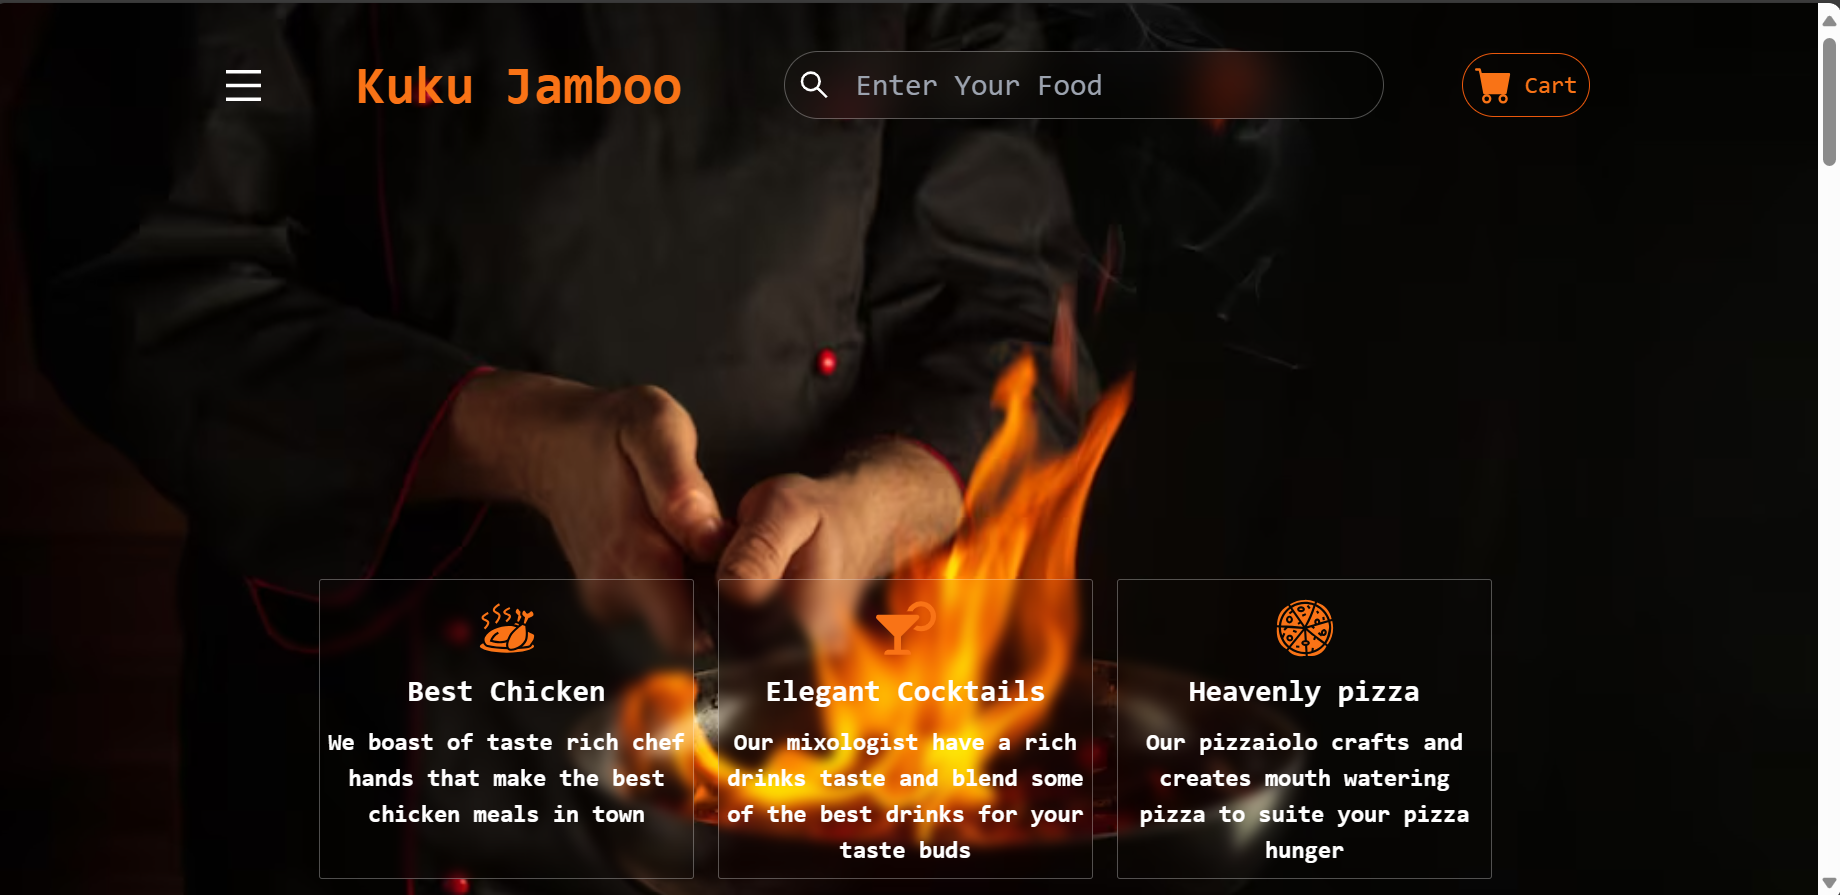 Kuku Jamboo
Enter Your Food
Cart
Best Chicken
We boast of taste rich chef
hands that make the best
chicken meals in town
Elegant Cocktails
Our mixologist have a rich
drinks taste and blend some
of the best drinks for your
taste buds
Heavenly pizza
Our pizzaiolo crafts and
creates mouth watering
pizza to suite your pizza
hunger